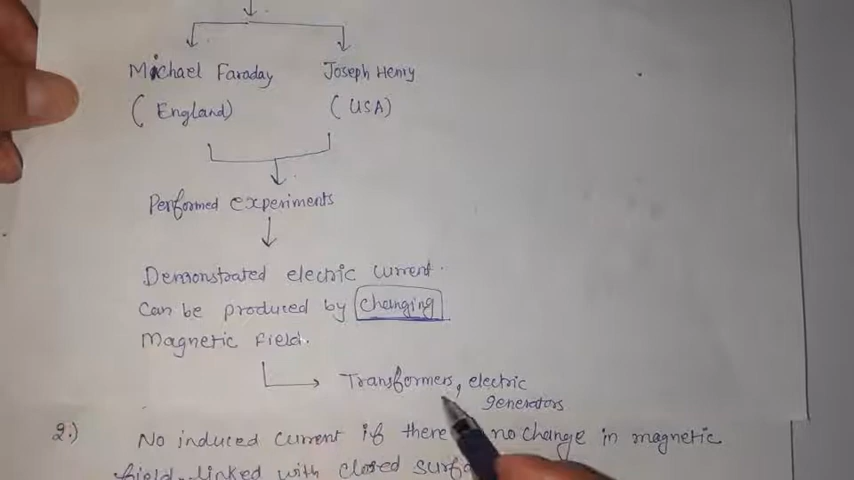 Michael Faraday Joseph Henry
(England) (USA)
Performed experiments
Demonstrated electric current.
Can be produced by changing
Magnetic field.
Transformers, electric
generators
2.) No induced current if there no change in magnetic
field linked with closed